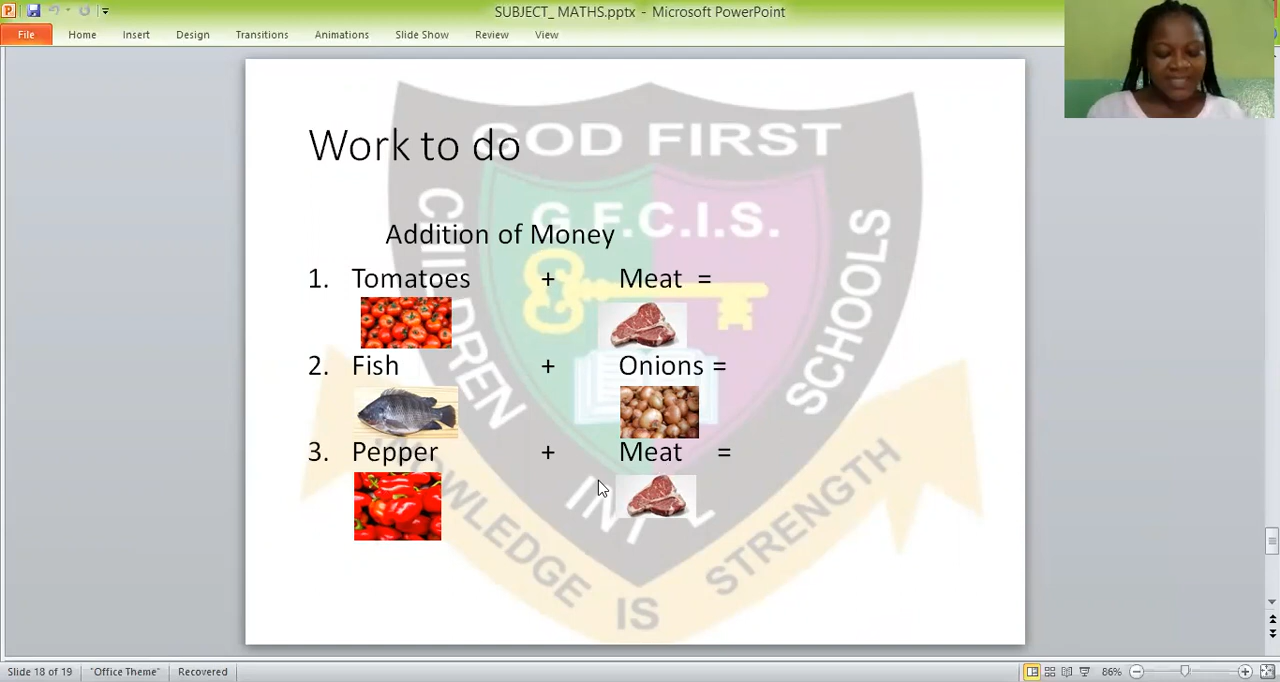 SUBJECT_ MATHS.pptx - Microsoft PowerPoint
File Home Insert Design Transitions Animations Slide Show Review View
GOD FIRST
Work to do
G.F.C.I.S.
CHILDREN
SCHOOLS
Addition of Money
1. Tomatoes + Meat =
2. Fish + Onions =
3. Pepper + Meat =
INT'L
KNOWLEDGE IS STRENGTH
Slide 18 of 19 "Office Theme" Recovered 86%